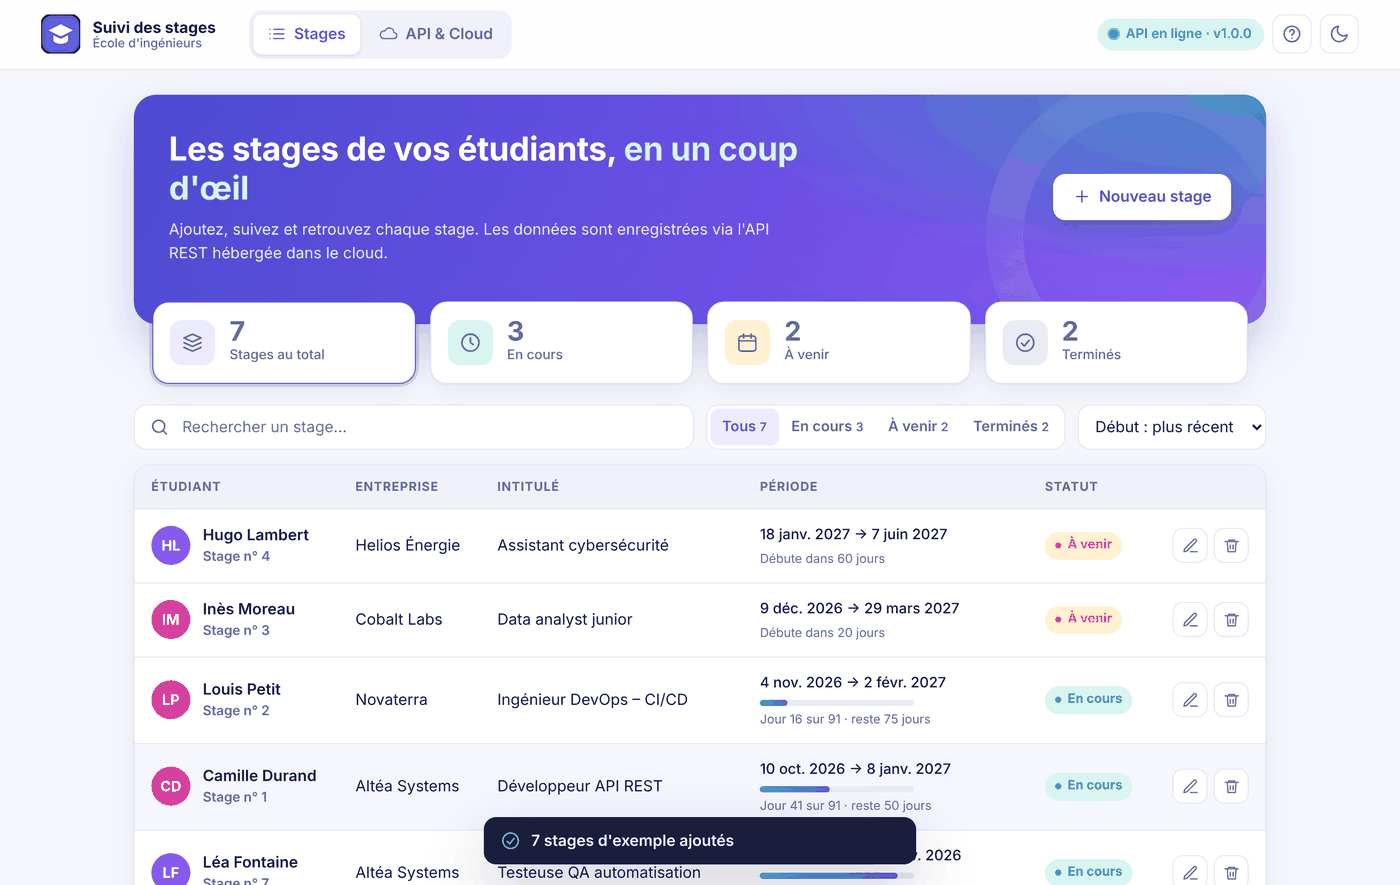 Suivi des stages
École d'ingénieurs
Stages
API & Cloud
API en ligne · v1.0.0
Les stages de vos étudiants, en un coup
d'œil
Ajoutez, suivez et retrouvez chaque stage. Les données sont enregistrées via l'API
REST hébergée dans le cloud.
+ Nouveau stage
7
Stages au total
3
En cours
2
À venir
2
Terminés
Rechercher un stage...
Tous 7
En cours 3
À venir 2
Terminés 2
Début : plus récent
ÉTUDIANT ENTREPRISE INTITULÉ PÉRIODE STATUT
HL Hugo Lambert Helios Énergie Assistant cybersécurité 18 janv. 2027 → 7 juin 2027 À venir
Stage n° 4 Débute dans 60 jours
IM Inès Moreau Cobalt Labs Data analyst junior 9 déc. 2026 → 29 mars 2027 À venir
Stage n° 3 Débute dans 20 jours
LP Louis Petit Novaterra Ingénieur DevOps – CI/CD 4 nov. 2026 → 2 févr. 2027 En cours
Stage n° 2 Jour 16 sur 91 · reste 75 jours
CD Camille Durand Altéa Systems Développeur API REST 10 oct. 2026 → 8 janv. 2027 En cours
Stage n° 1 Jour 41 sur 91 · reste 50 jours
7 stages d'exemple ajoutés
LF Léa Fontaine Altéa Systems Testeuse QA automatisation 2026 En cours
Stage n° 7